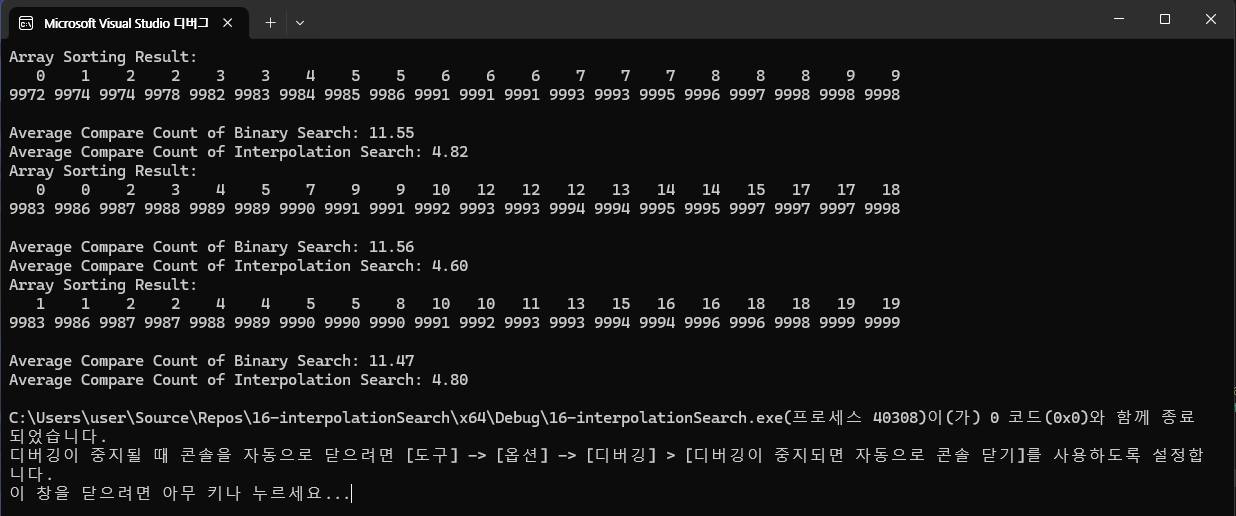 Microsoft Visual Studio 디버그
Array Sorting Result:
0 1 2 2 3 3 4 5 5 6 6 6 7 7 7 8 8 8 9 9
9972 9974 9974 9978 9982 9983 9984 9985 9986 9991 9991 9991 9993 9993 9995 9996 9997 9998 9998 9998
Average Compare Count of Binary Search: 11.55
Average Compare Count of Interpolation Search: 4.82
Array Sorting Result:
0 0 2 3 4 5 7 9 9 10 12 12 12 13 14 14 15 17 17 18
9983 9986 9987 9988 9989 9989 9990 9991 9991 9992 9993 9993 9994 9994 9995 9995 9997 9997 9997 9998
Average Compare Count of Binary Search: 11.56
Average Compare Count of Interpolation Search: 4.60
Array Sorting Result:
1 1 2 2 4 4 5 5 8 10 10 11 13 15 16 16 18 18 19 19
9983 9986 9987 9987 9988 9989 9990 9990 9990 9991 9992 9993 9993 9994 9994 9996 9996 9998 9999 9999
Average Compare Count of Binary Search: 11.47
Average Compare Count of Interpolation Search: 4.80
C:\Users\user\Source\Repos\16-interpolationSearch\x64\Debug\16-interpolationSearch.exe(프로세스 40308)이(가) 0 코드(0x0)와 함께 종료
되었습니다.
디버깅이 중지될 때 콘솔을 자동으로 닫으려면 [도구] -> [옵션] -> [디버깅] > [디버깅이 중지되면 자동으로 콘솔 닫기]를 사용하도록 설정합
니다.
이 창을 닫으려면 아무 키나 누르세요...